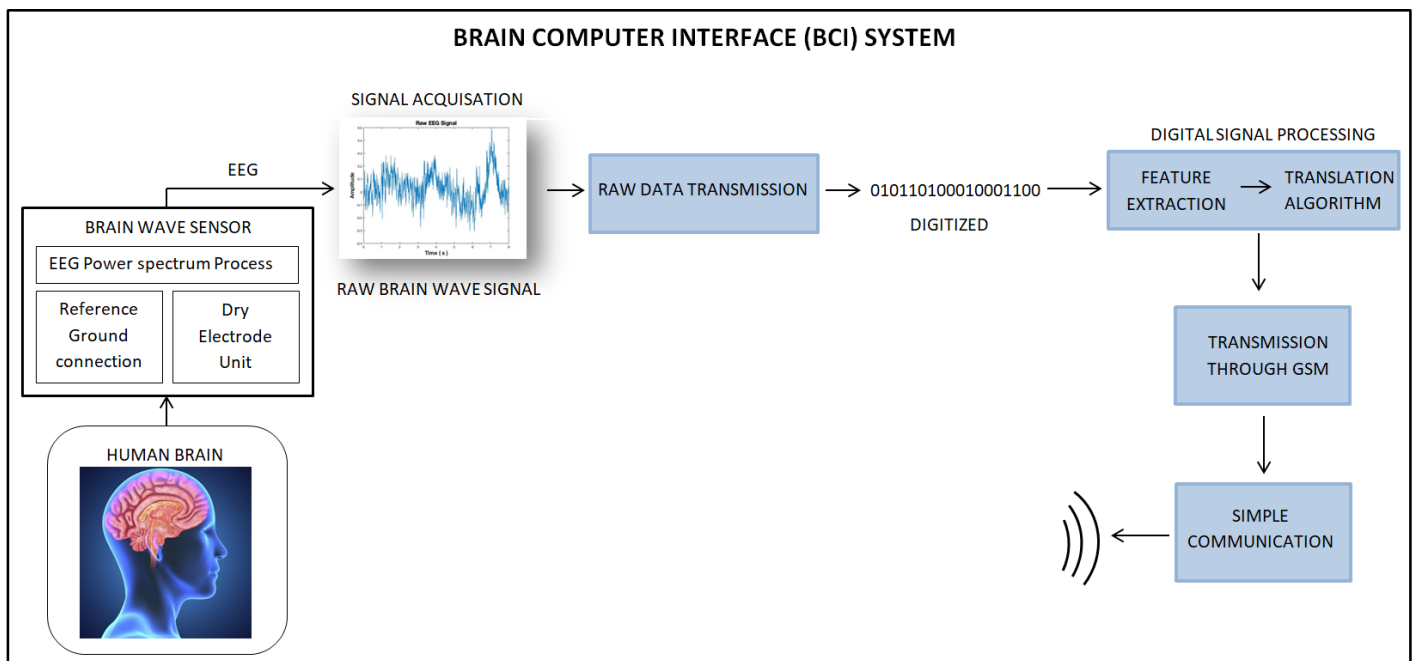 BRAIN COMPUTER INTERFACE (BCI) SYSTEM
SIGNAL ACQUISATION
Raw EEG Signal
Amplitude
Time ( s )
RAW BRAIN WAVE SIGNAL
EEG
BRAIN WAVE SENSOR
EEG Power spectrum Process
Reference
Ground
connection
Dry
Electrode
Unit
HUMAN BRAIN
RAW DATA TRANSMISSION
010110100010001100
DIGITIZED
DIGITAL SIGNAL PROCESSING
FEATURE
EXTRACTION
TRANSLATION
ALGORITHM
TRANSMISSION
THROUGH GSM
SIMPLE
COMMUNICATION